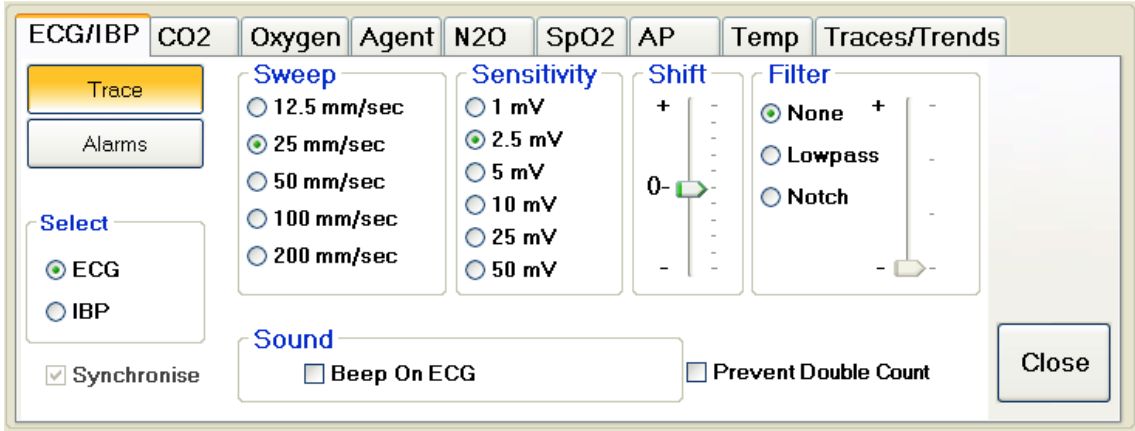 ECG/IBP CO2 Oxygen Agent N2O SpO2 AP Temp Traces/Trends
Trace
Alarms
Select
ECG
IBP
Synchronise
Sweep
12.5 mm/sec
25 mm/sec
50 mm/sec
100 mm/sec
200 mm/sec
Sensitivity
1 mV
2.5 mV
5 mV
10 mV
25 mV
50 mV
Shift
+
0-
-
Filter
None
Lowpass
Notch
+
-
Sound
Beep On ECG
Prevent Double Count
Close